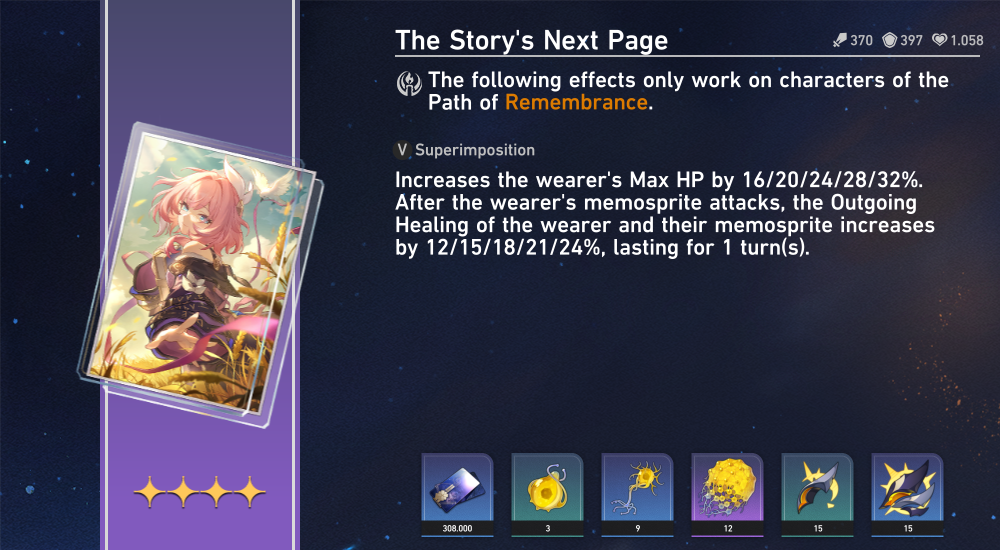 The Story's Next Page
370 397 1.058
The following effects only work on characters of the
Path of Remembrance.
V Superimposition
Increases the wearer's Max HP by 16/20/24/28/32%.
After the wearer's memosprite attacks, the Outgoing
Healing of the wearer and their memosprite increases
by 12/15/18/21/24%, lasting for 1 turn(s).
308.000 3 9 12 15 15